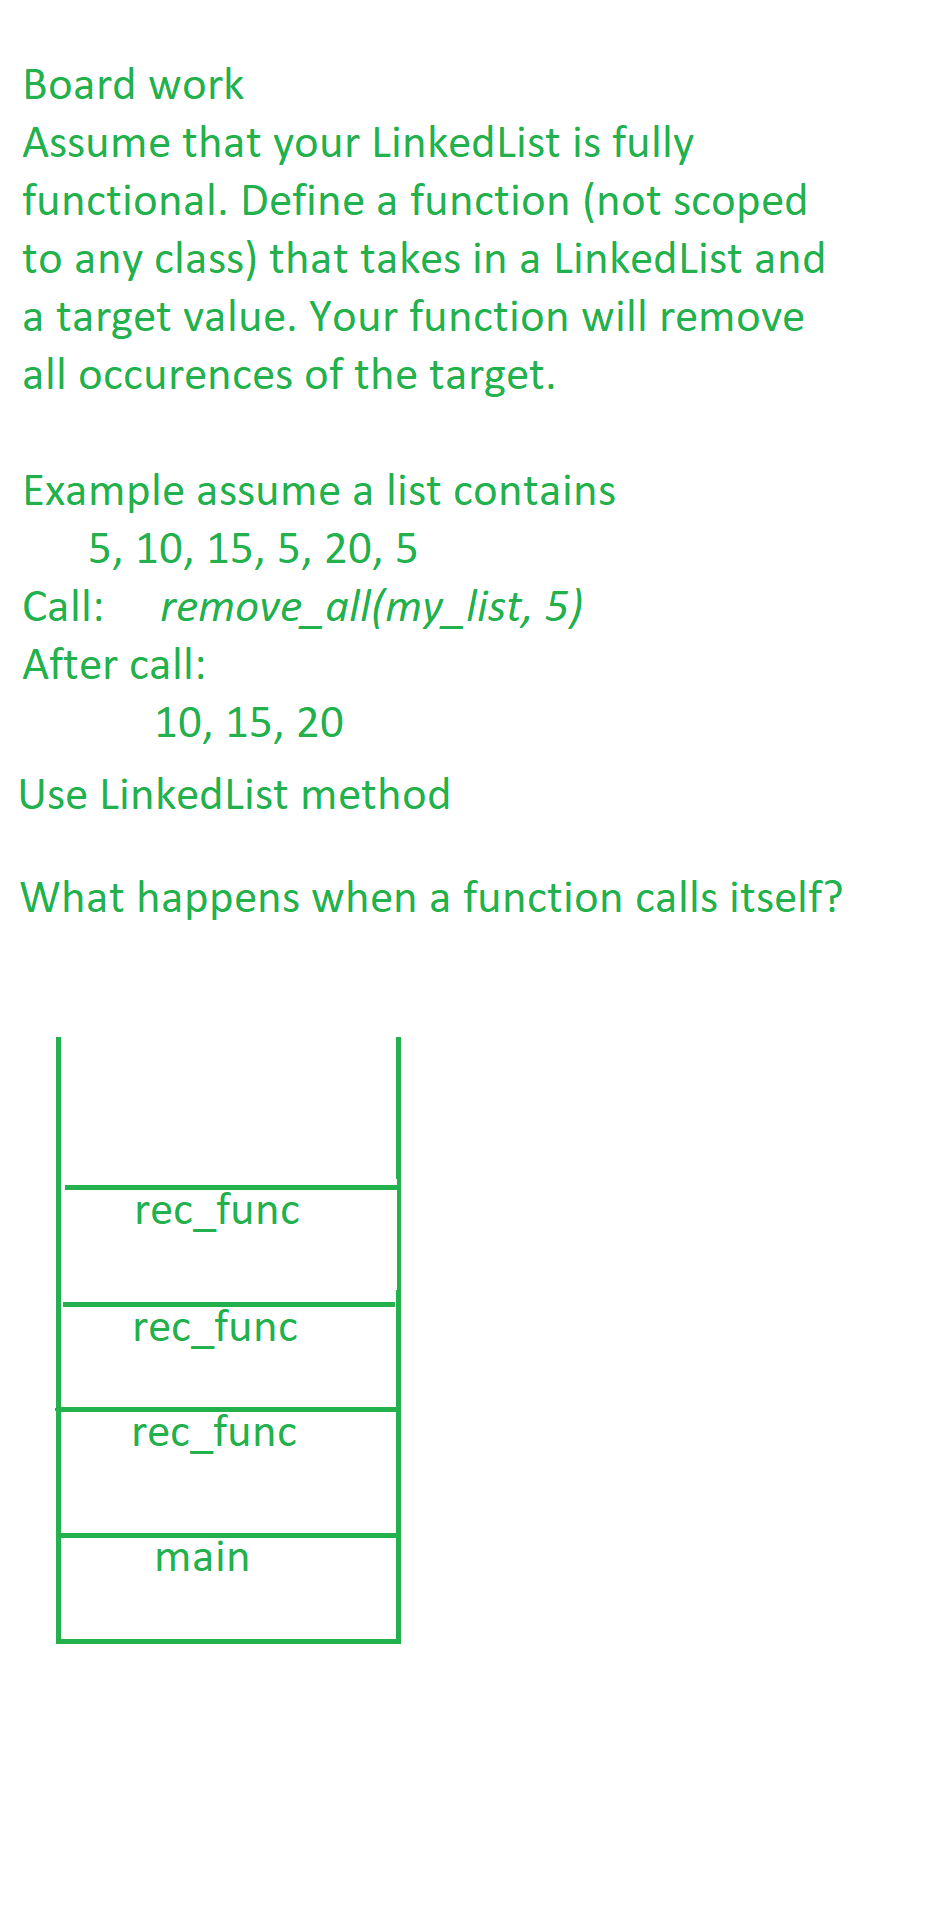 Board work
Assume that your LinkedList is fully
functional. Define a function (not scoped
to any class) that takes in a LinkedList and
a target value. Your function will remove
all occurences of the target.
Example assume a list contains
5, 10, 15, 5, 20, 5
Call: remove_all(my_list, 5)
After call:
10, 15, 20
Use LinkedList method
What happens when a function calls itself?
rec_func
rec_func
rec_func
main